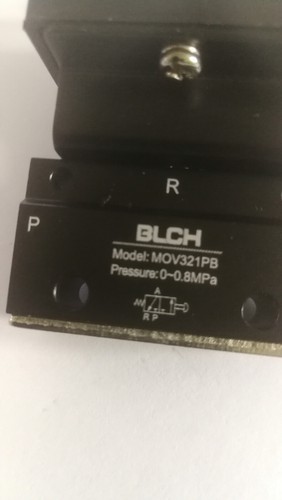 R
P
BLCH
Model: MOV321PB
Pressure: 0~0.8MPa
A
R P